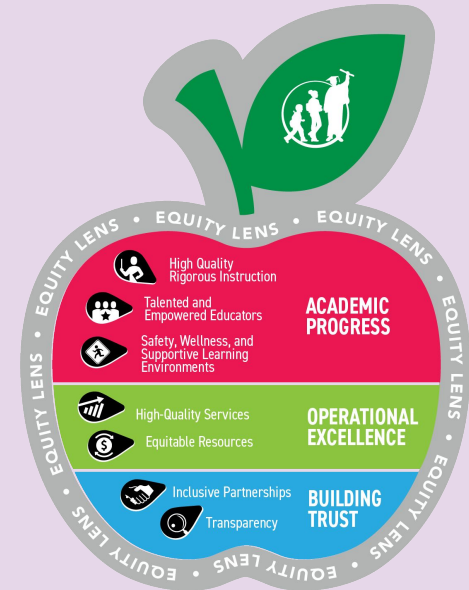 EQUITY LENS • EQUITY LENS • EQUITY LENS • EQUITY LENS • EQUITY LENS • EQUITY LENS • EQUITY LENS • EQUITY LENS •
High Quality
Rigorous Instruction
Talented and
Empowered Educators
Safety, Wellness, and
Supportive Learning
Environments
ACADEMIC
PROGRESS
High-Quality Services
Equitable Resources
OPERATIONAL
EXCELLENCE
Inclusive Partnerships
Transparency
BUILDING
TRUST